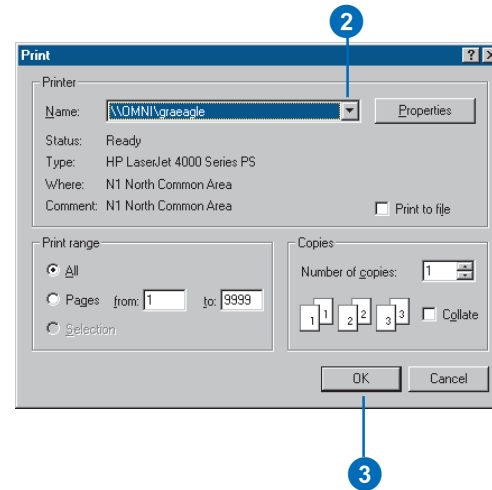 2
Print
Printer
Name: \\OMNI\graeagle Properties
Status: Ready
Type: HP LaserJet 4000 Series PS
Where: N1 North Common Area
Comment: N1 North Common Area Print to file
Print range
All
Pages from: 1 to: 9999
Selection
Copies
Number of copies: 1
1 1 2 2 3 3 Collate
OK Cancel
3